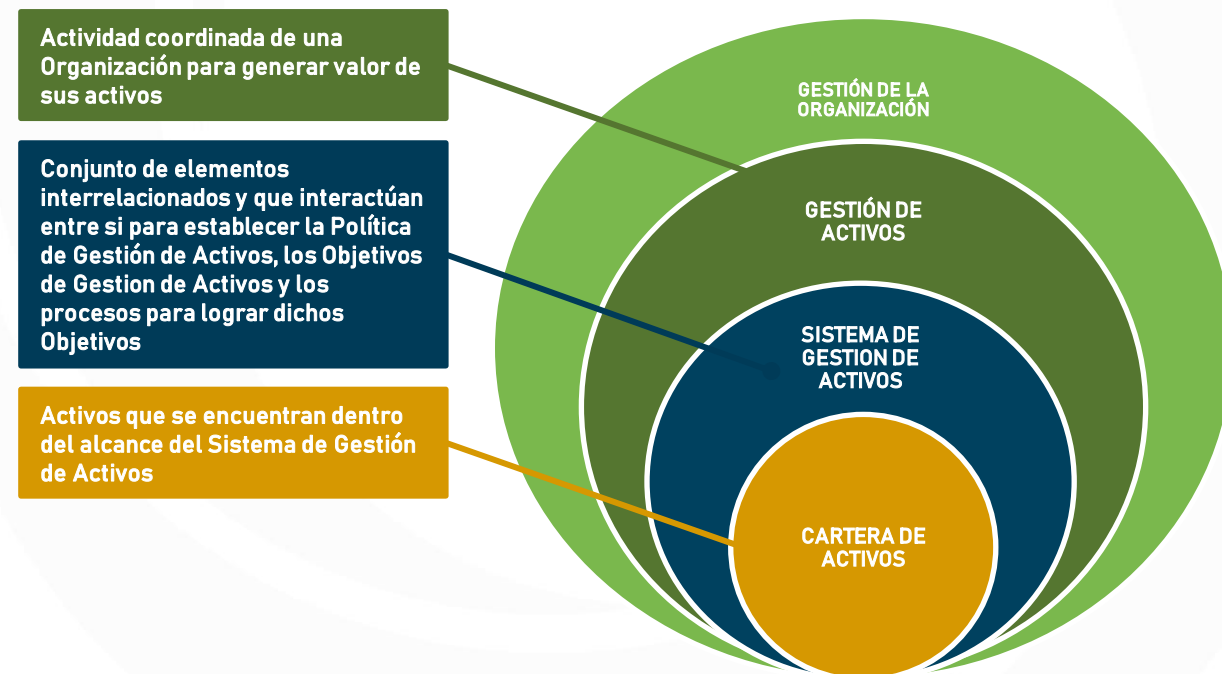 Actividad coordinada de una
Organización para generar valor de
sus activos
Conjunto de elementos
interrelacionados y que interactúan
entre si para establecer la Política
de Gestión de Activos, los Objetivos
de Gestion de Activos y los
procesos para lograr dichos
Objetivos
Activos que se encuentran dentro
del alcance del Sistema de Gestión
de Activos
GESTIÓN DE LA
ORGANIZACIÓN
GESTIÓN DE
ACTIVOS
SISTEMA DE
GESTION DE
ACTIVOS
CARTERA DE
ACTIVOS